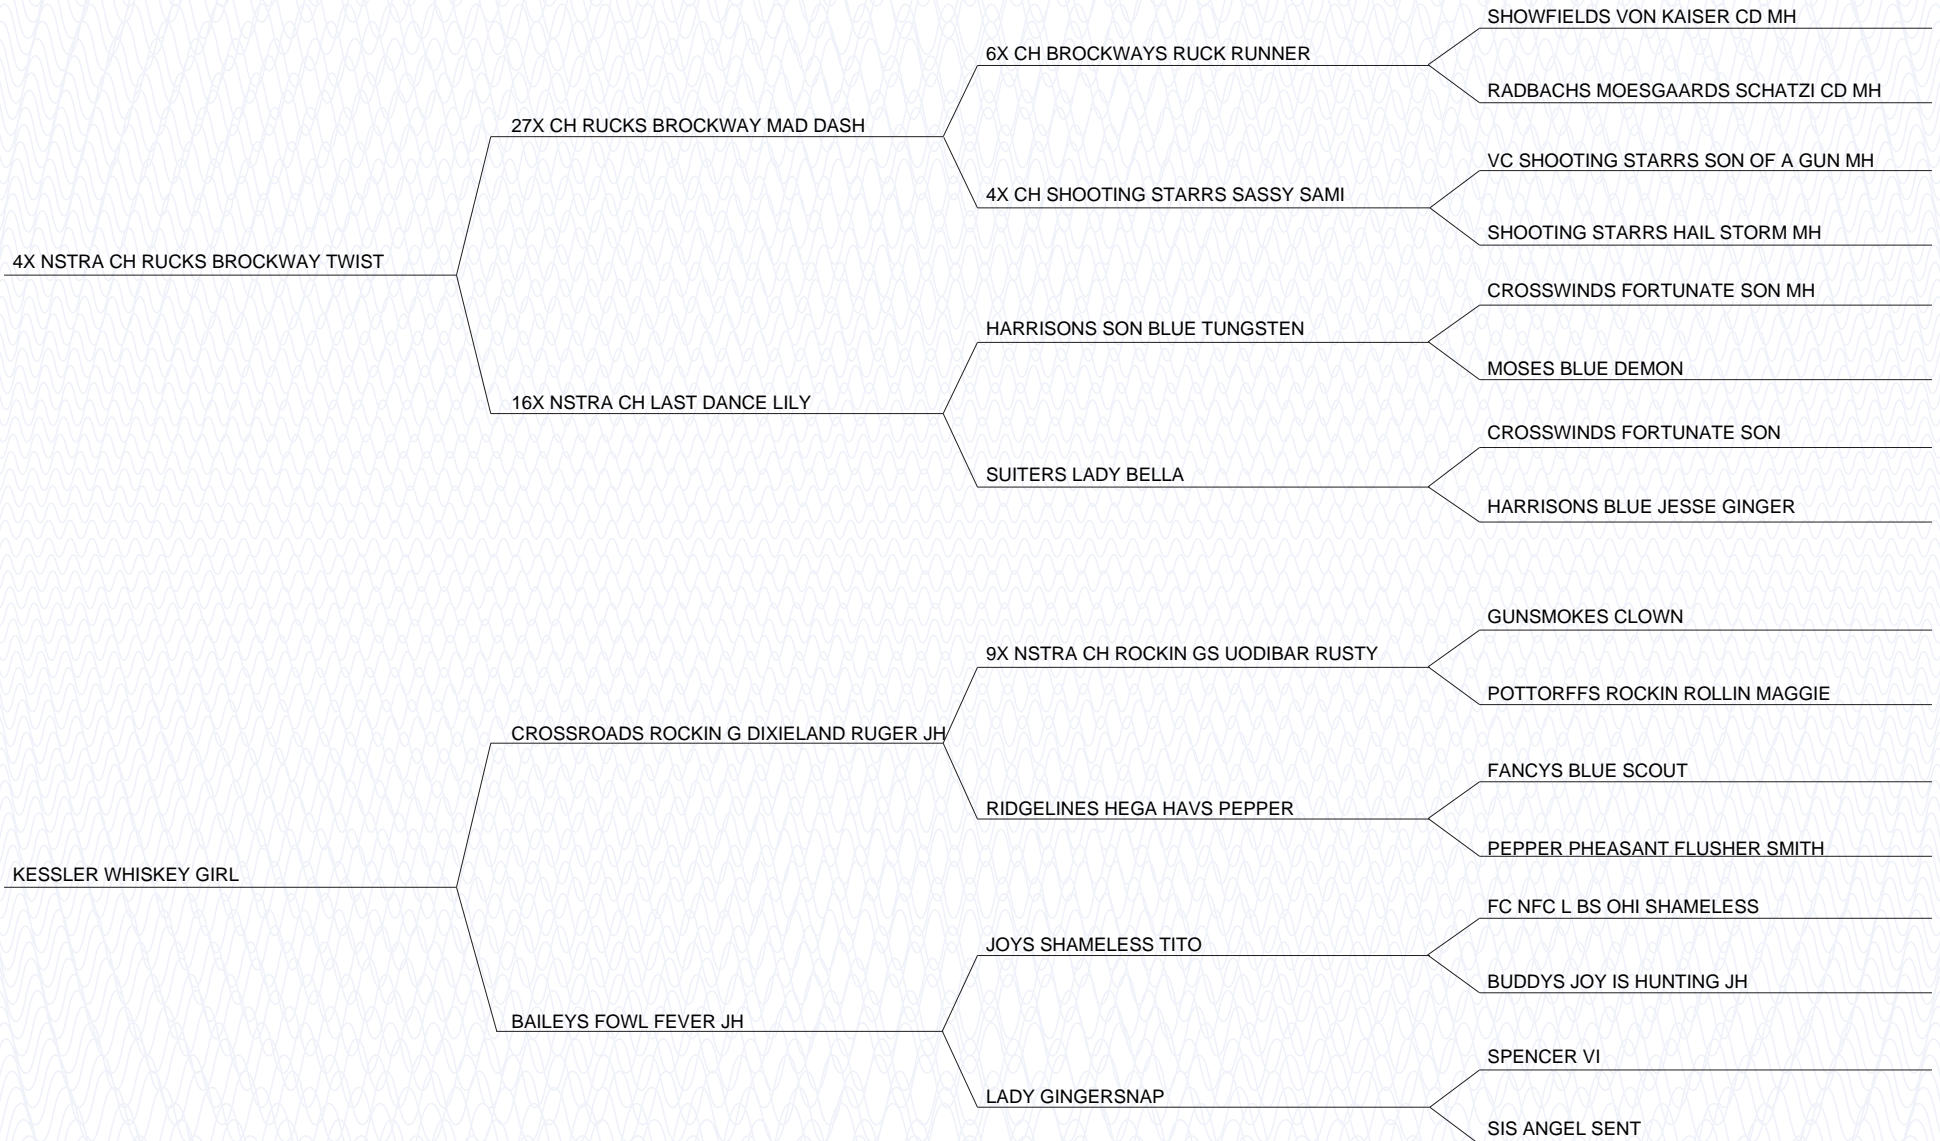 SHOWFIELDS VON KAISER CD MH
6X CH BROCKWAYS RUCK RUNNER
RADBACHS MOESGAARDS SCHATZI CD MH
27X CH RUCKS BROCKWAY MAD DASH
VC SHOOTING STARRS SON OF A GUN MH
4X CH SHOOTING STARRS SASSY SAMI
SHOOTING STARRS HAIL STORM MH
4X NSTRA CH RUCKS BROCKWAY TWIST
CROSSWINDS FORTUNATE SON MH
HARRISONS SON BLUE TUNGSTEN
MOSES BLUE DEMON
16X NSTRA CH LAST DANCE LILY
CROSSWINDS FORTUNATE SON
SUITERS LADY BELLA
HARRISONS BLUE JESSE GINGER
GUNSMOKES CLOWN
9X NSTRA CH ROCKIN GS UODIBAR RUSTY
POTTORFFS ROCKIN ROLLIN MAGGIE
CROSSROADS ROCKIN G DIXIELAND RUGER JH
FANCYS BLUE SCOUT
RIDGELINES HEGA HAVS PEPPER
PEPPER PHEASANT FLUSHER SMITH
KESSLER WHISKEY GIRL
FC NFC L BS OHI SHAMELESS
JOYS SHAMELESS TITO
BUDDYS JOY IS HUNTING JH
BAILEYS FOWL FEVER JH
SPENCER VI
LADY GINGERSNAP
SIS ANGEL SENT